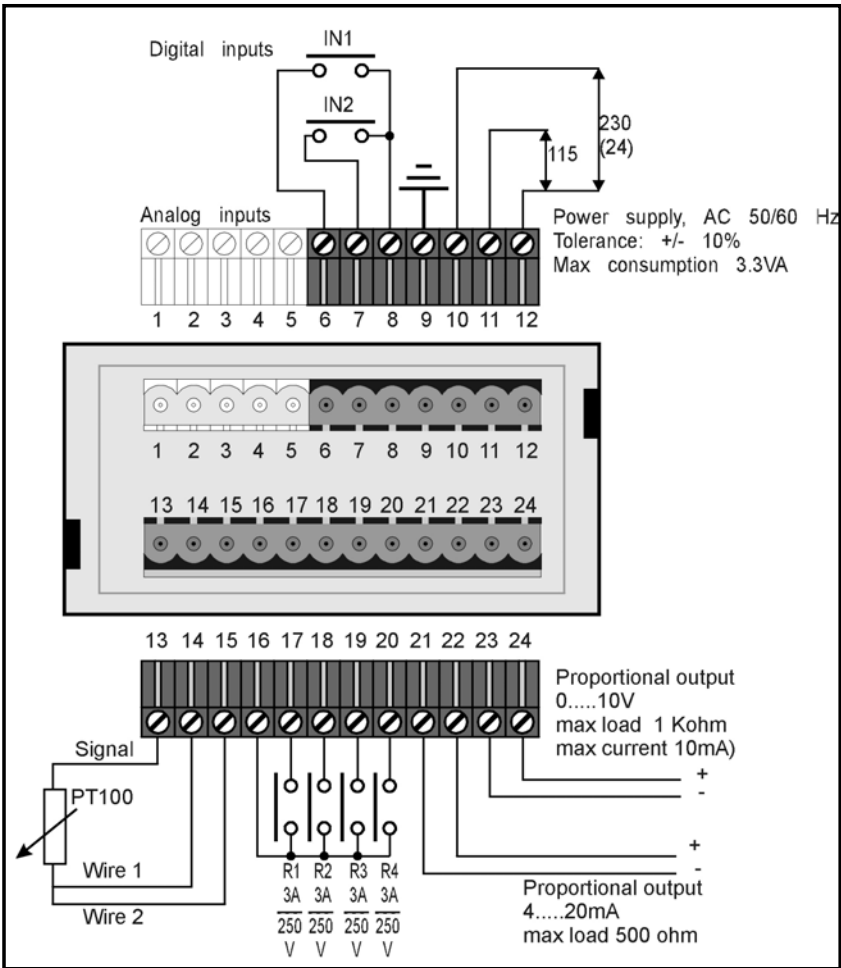 Digital inputs
IN1
IN2
230
(24)
115
Analog inputs
Power supply, AC 50/60 Hz
Tolerance: +/- 10%
Max consumption 3.3VA
1 2 3 4 5 6 7 8 9 10 11 12
1 2 3 4 5 6 7 8 9 10 11 12
13 14 15 16 17 18 19 20 21 22 23 24
13 14 15 16 17 18 19 20 21 22 23 24
Proportional output
0.....10V
max load 1 Kohm
max current 10mA)
+
-
Signal
PT100
Wire 1
Wire 2
R1 R2 R3 R4
3A 3A 3A 3A
250 250 250 250
V V V V
+
-
Proportional output
4.....20mA
max load 500 ohm